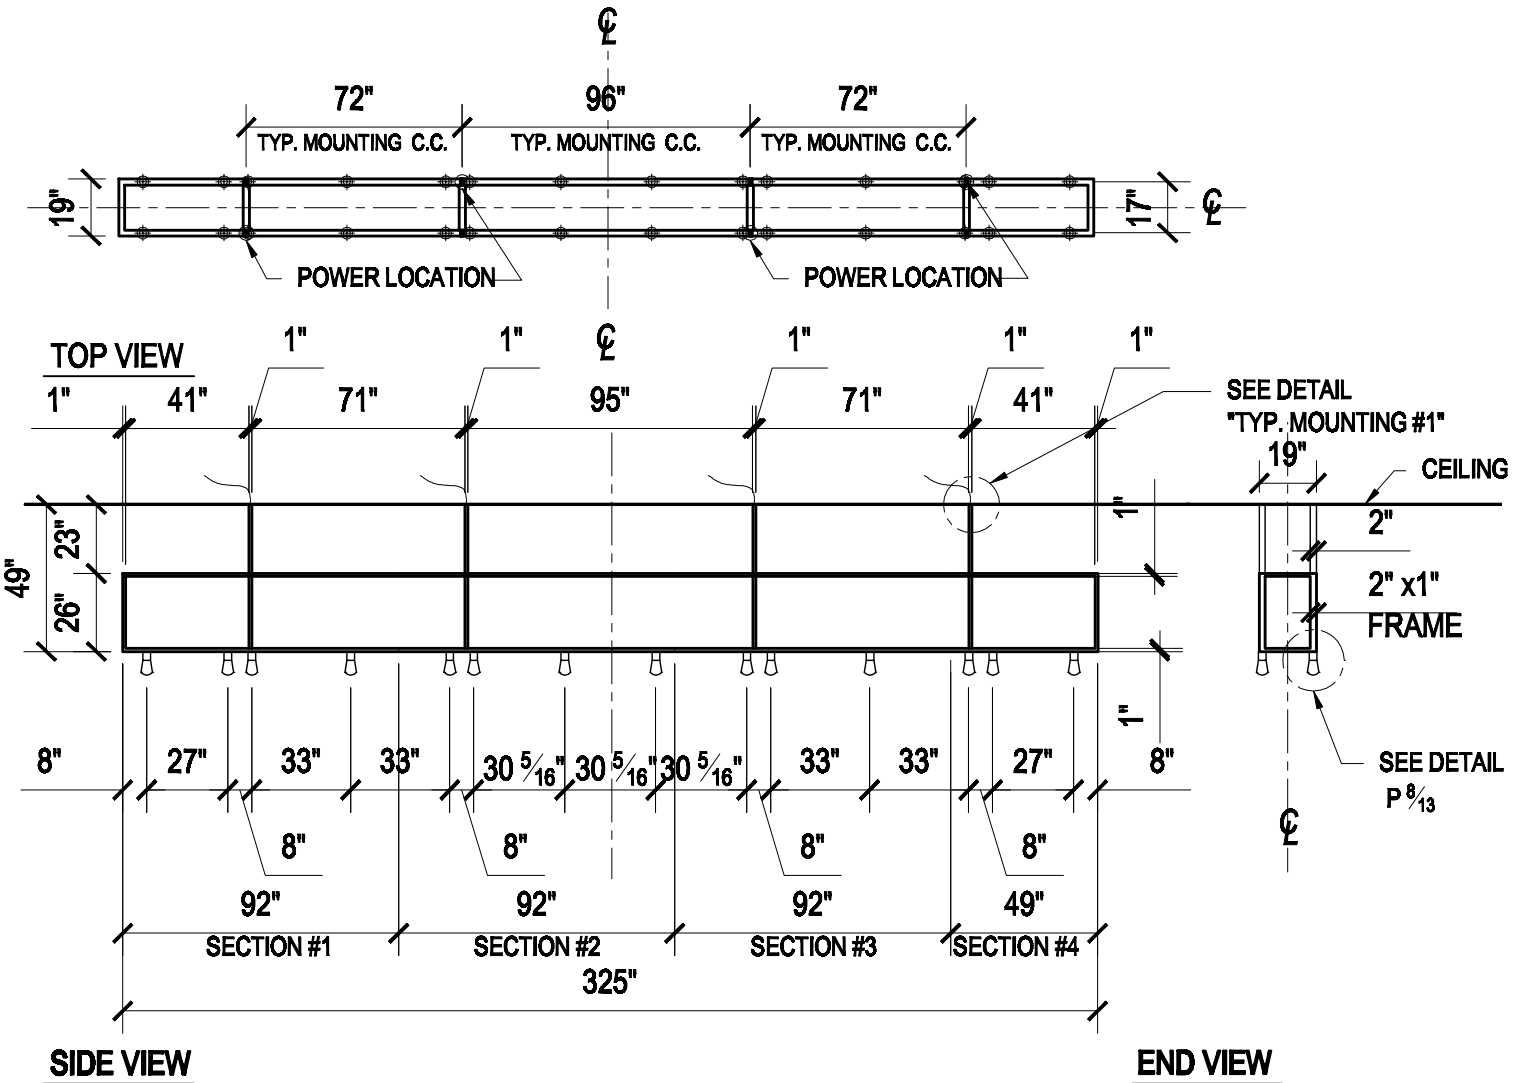 ℄
72" 96" 72"
TYP. MOUNTING C.C. TYP. MOUNTING C.C. TYP. MOUNTING C.C.
19" 17" ℄
POWER LOCATION POWER LOCATION
℄
TOP VIEW
1" 1" 1" 1" 1"
1" 41" 71" 95" 71" 41"
SEE DETAIL
"TYP. MOUNTING #1"
19"
CEILING
49" 23" 26"
1"
2"
2" x1"
FRAME
1"
8" 27" 33" 33" 30 5/16" 30 5/16" 30 5/16" 33" 33" 27" 8"
SEE DETAIL
P 8/13
℄
8" 8" 8" 8"
92" 92" 92" 49"
SECTION #1 SECTION #2 SECTION #3 SECTION #4
325"
SIDE VIEW END VIEW